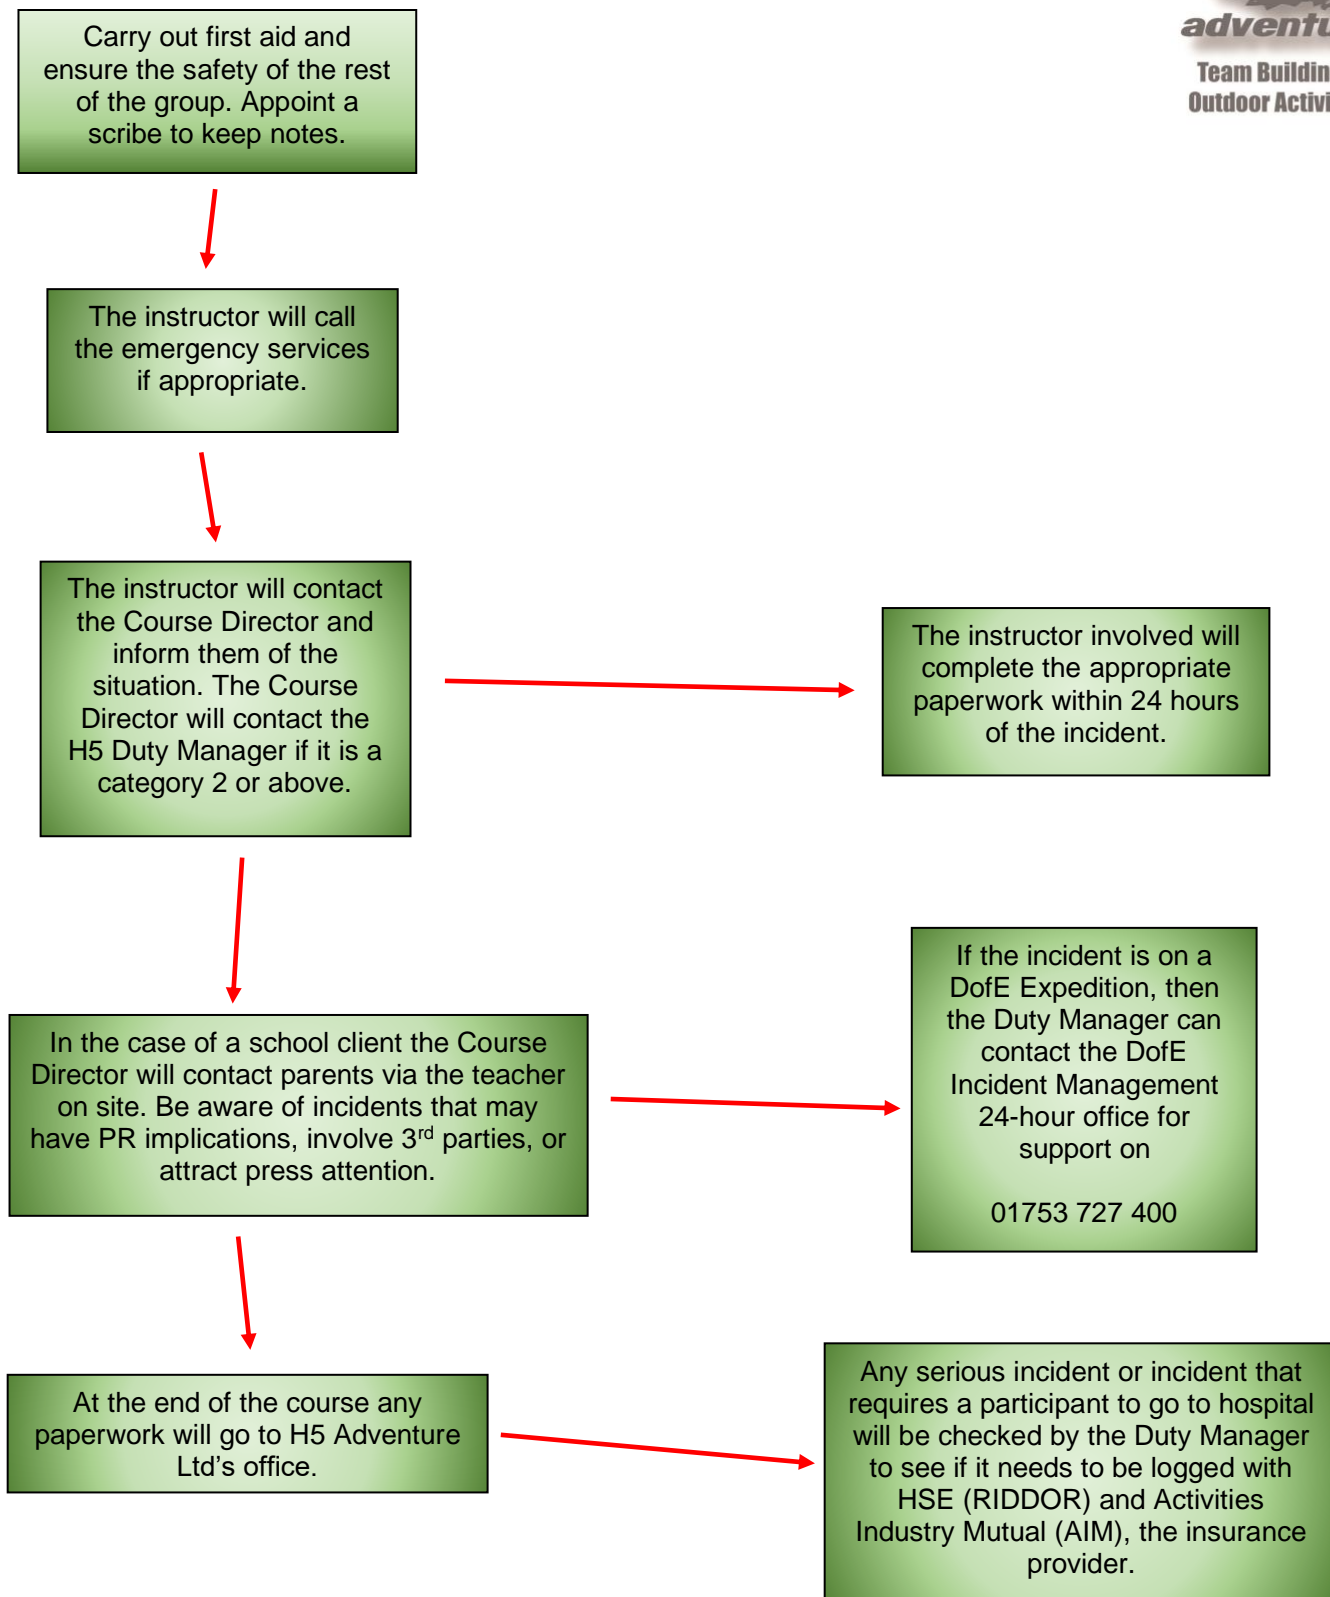 Team Buildin
Outdoor Activi
Carry out first aid and
ensure the safety of the rest
of the group. Appoint a
scribe to keep notes.
The instructor will call
the emergency services
if appropriate.
The instructor will contact
the Course Director and
inform them of the
situation. The Course
Director will contact the
H5 Duty Manager if it is a
category 2 or above.
The instructor involved will
complete the appropriate
paperwork within 24 hours
of the incident.
In the case of a school client the Course
Director will contact parents via the teacher
on site. Be aware of incidents that may
have PR implications, involve 3rd parties, or
attract press attention.
If the incident is on a
DofE Expedition, then
the Duty Manager can
contact the DofE
Incident Management
24-hour office for
support on
01753 727 400
At the end of the course any
paperwork will go to H5 Adventure
Ltd’s office.
Any serious incident or incident that
requires a participant to go to hospital
will be checked by the Duty Manager
to see if it needs to be logged with
HSE (RIDDOR) and Activities
Industry Mutual (AIM), the insurance
provider.